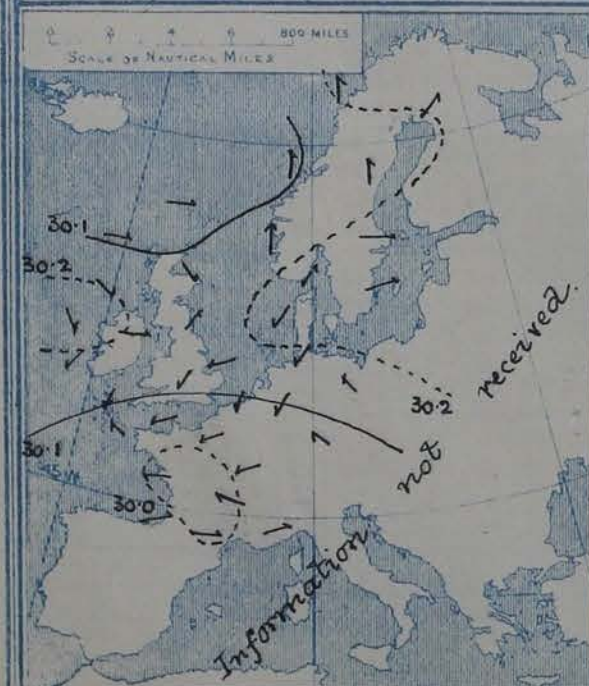 0 2 4 6 800 MILES
SCALE OF NAUTICAL MILES
30.1
30.2
30.2
30.1
45°N
30.0
Information not received.